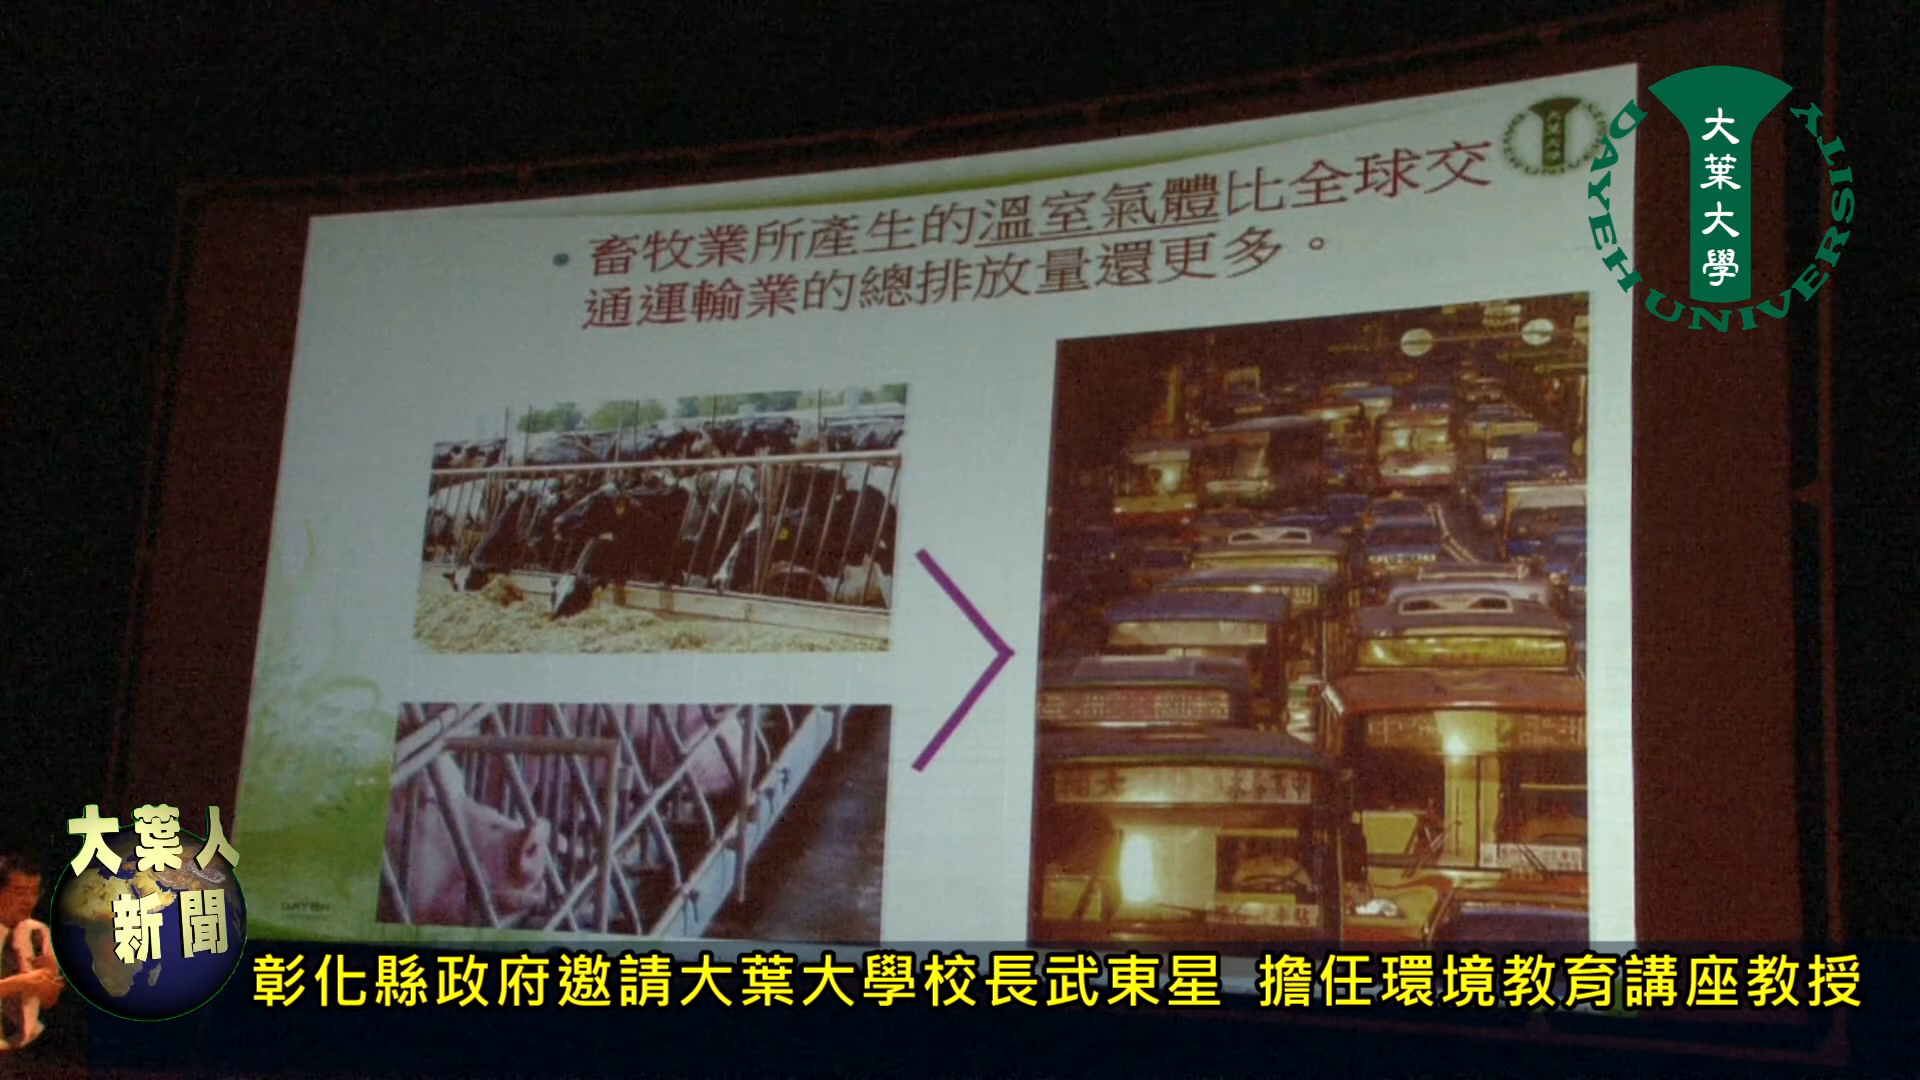 畜牧業所產生的溫室氣體比全球交
通運輸業的總排放量還更多。
大葉大學
DAYEH UNIVERSITY
大葉人
新聞
彰化縣政府邀請大葉大學校長武東星 擔任環境教育講座教授